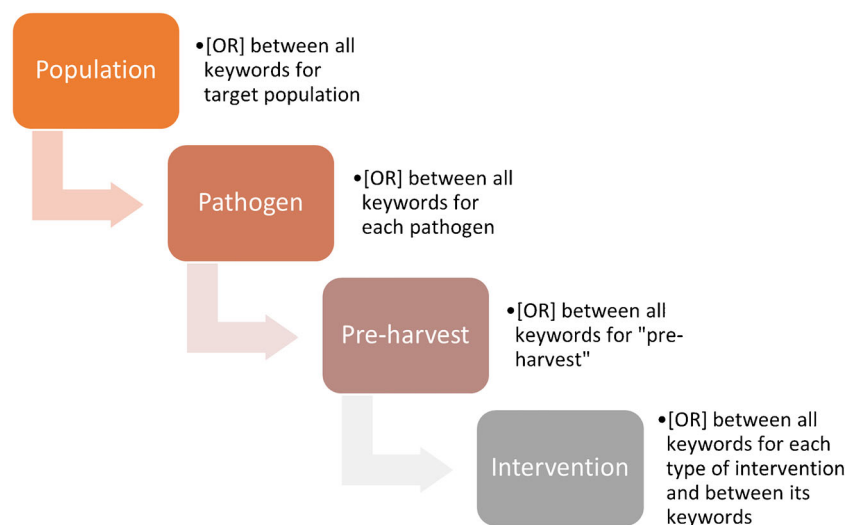 Population
•[OR] between all
keywords for
target population
Pathogen
•[OR] between all
keywords for
each pathogen
Pre-harvest
•[OR] between all
keywords for "pre-
harvest"
Intervention
•[OR] between all
keywords for each
type of intervention
and between its
keywords